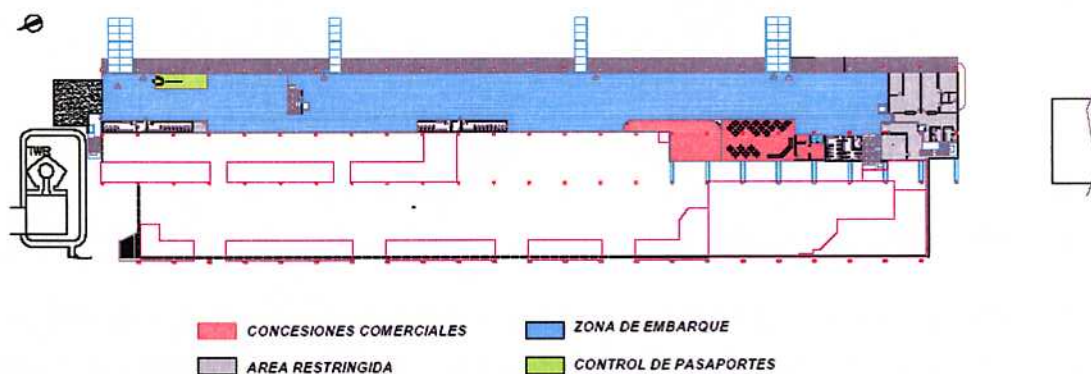 TWR
CONCESIONES COMERCIALES
ZONA DE EMBARQUE
AREA RESTRINGIDA
CONTROL DE PASAPORTES